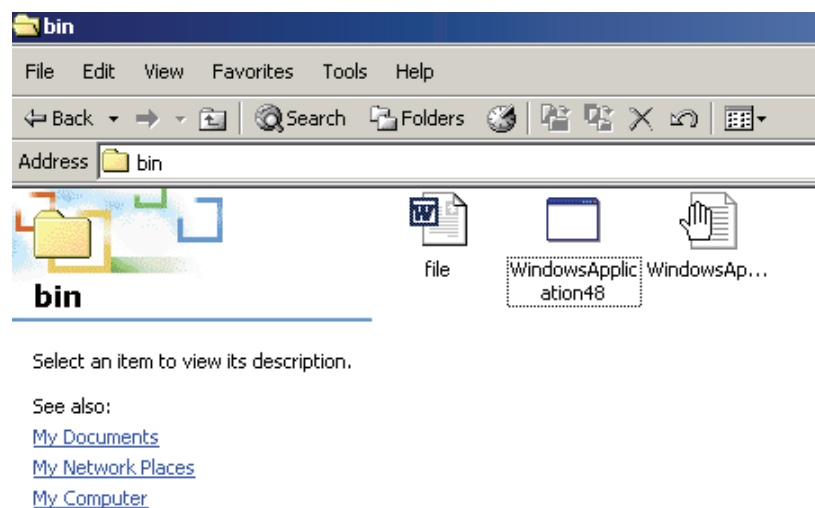 bin
File Edit View Favorites Tools Help
Back Search Folders
Address bin
file WindowsApplic WindowsAp...
ation48
bin
Select an item to view its description.
See also:
My Documents
My Network Places
My Computer